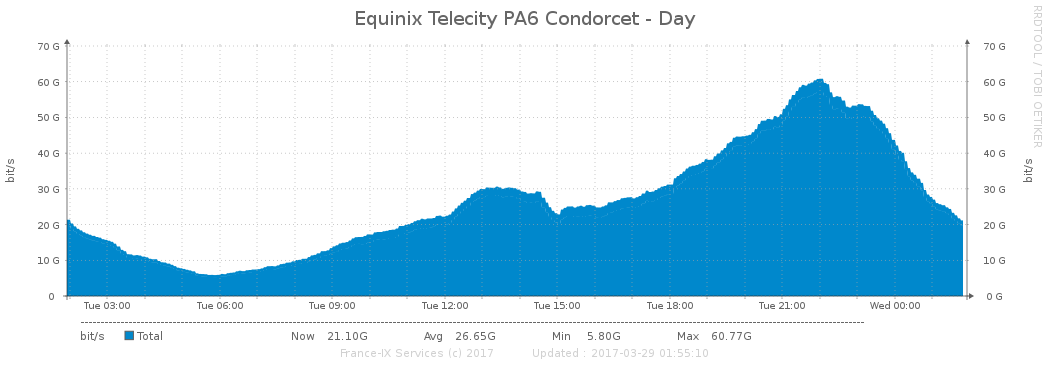 Equinix Telecity PA6 Condorcet - Day
RRDTOOL / TOBI OETIKER
70 G 70 G
60 G 60 G
50 G 50 G
40 G 40 G
30 G 30 G
20 G 20 G
10 G 10 G
0 0 G
bit/s bit/s
Tue 03:00 Tue 06:00 Tue 09:00 Tue 12:00 Tue 15:00 Tue 18:00 Tue 21:00 Wed 00:00
bit/s Total Now 21.10G Avg 26.65G Min 5.80G Max 60.77G
France-IX Services (c) 2017 Updated : 2017-03-29 01:55:10